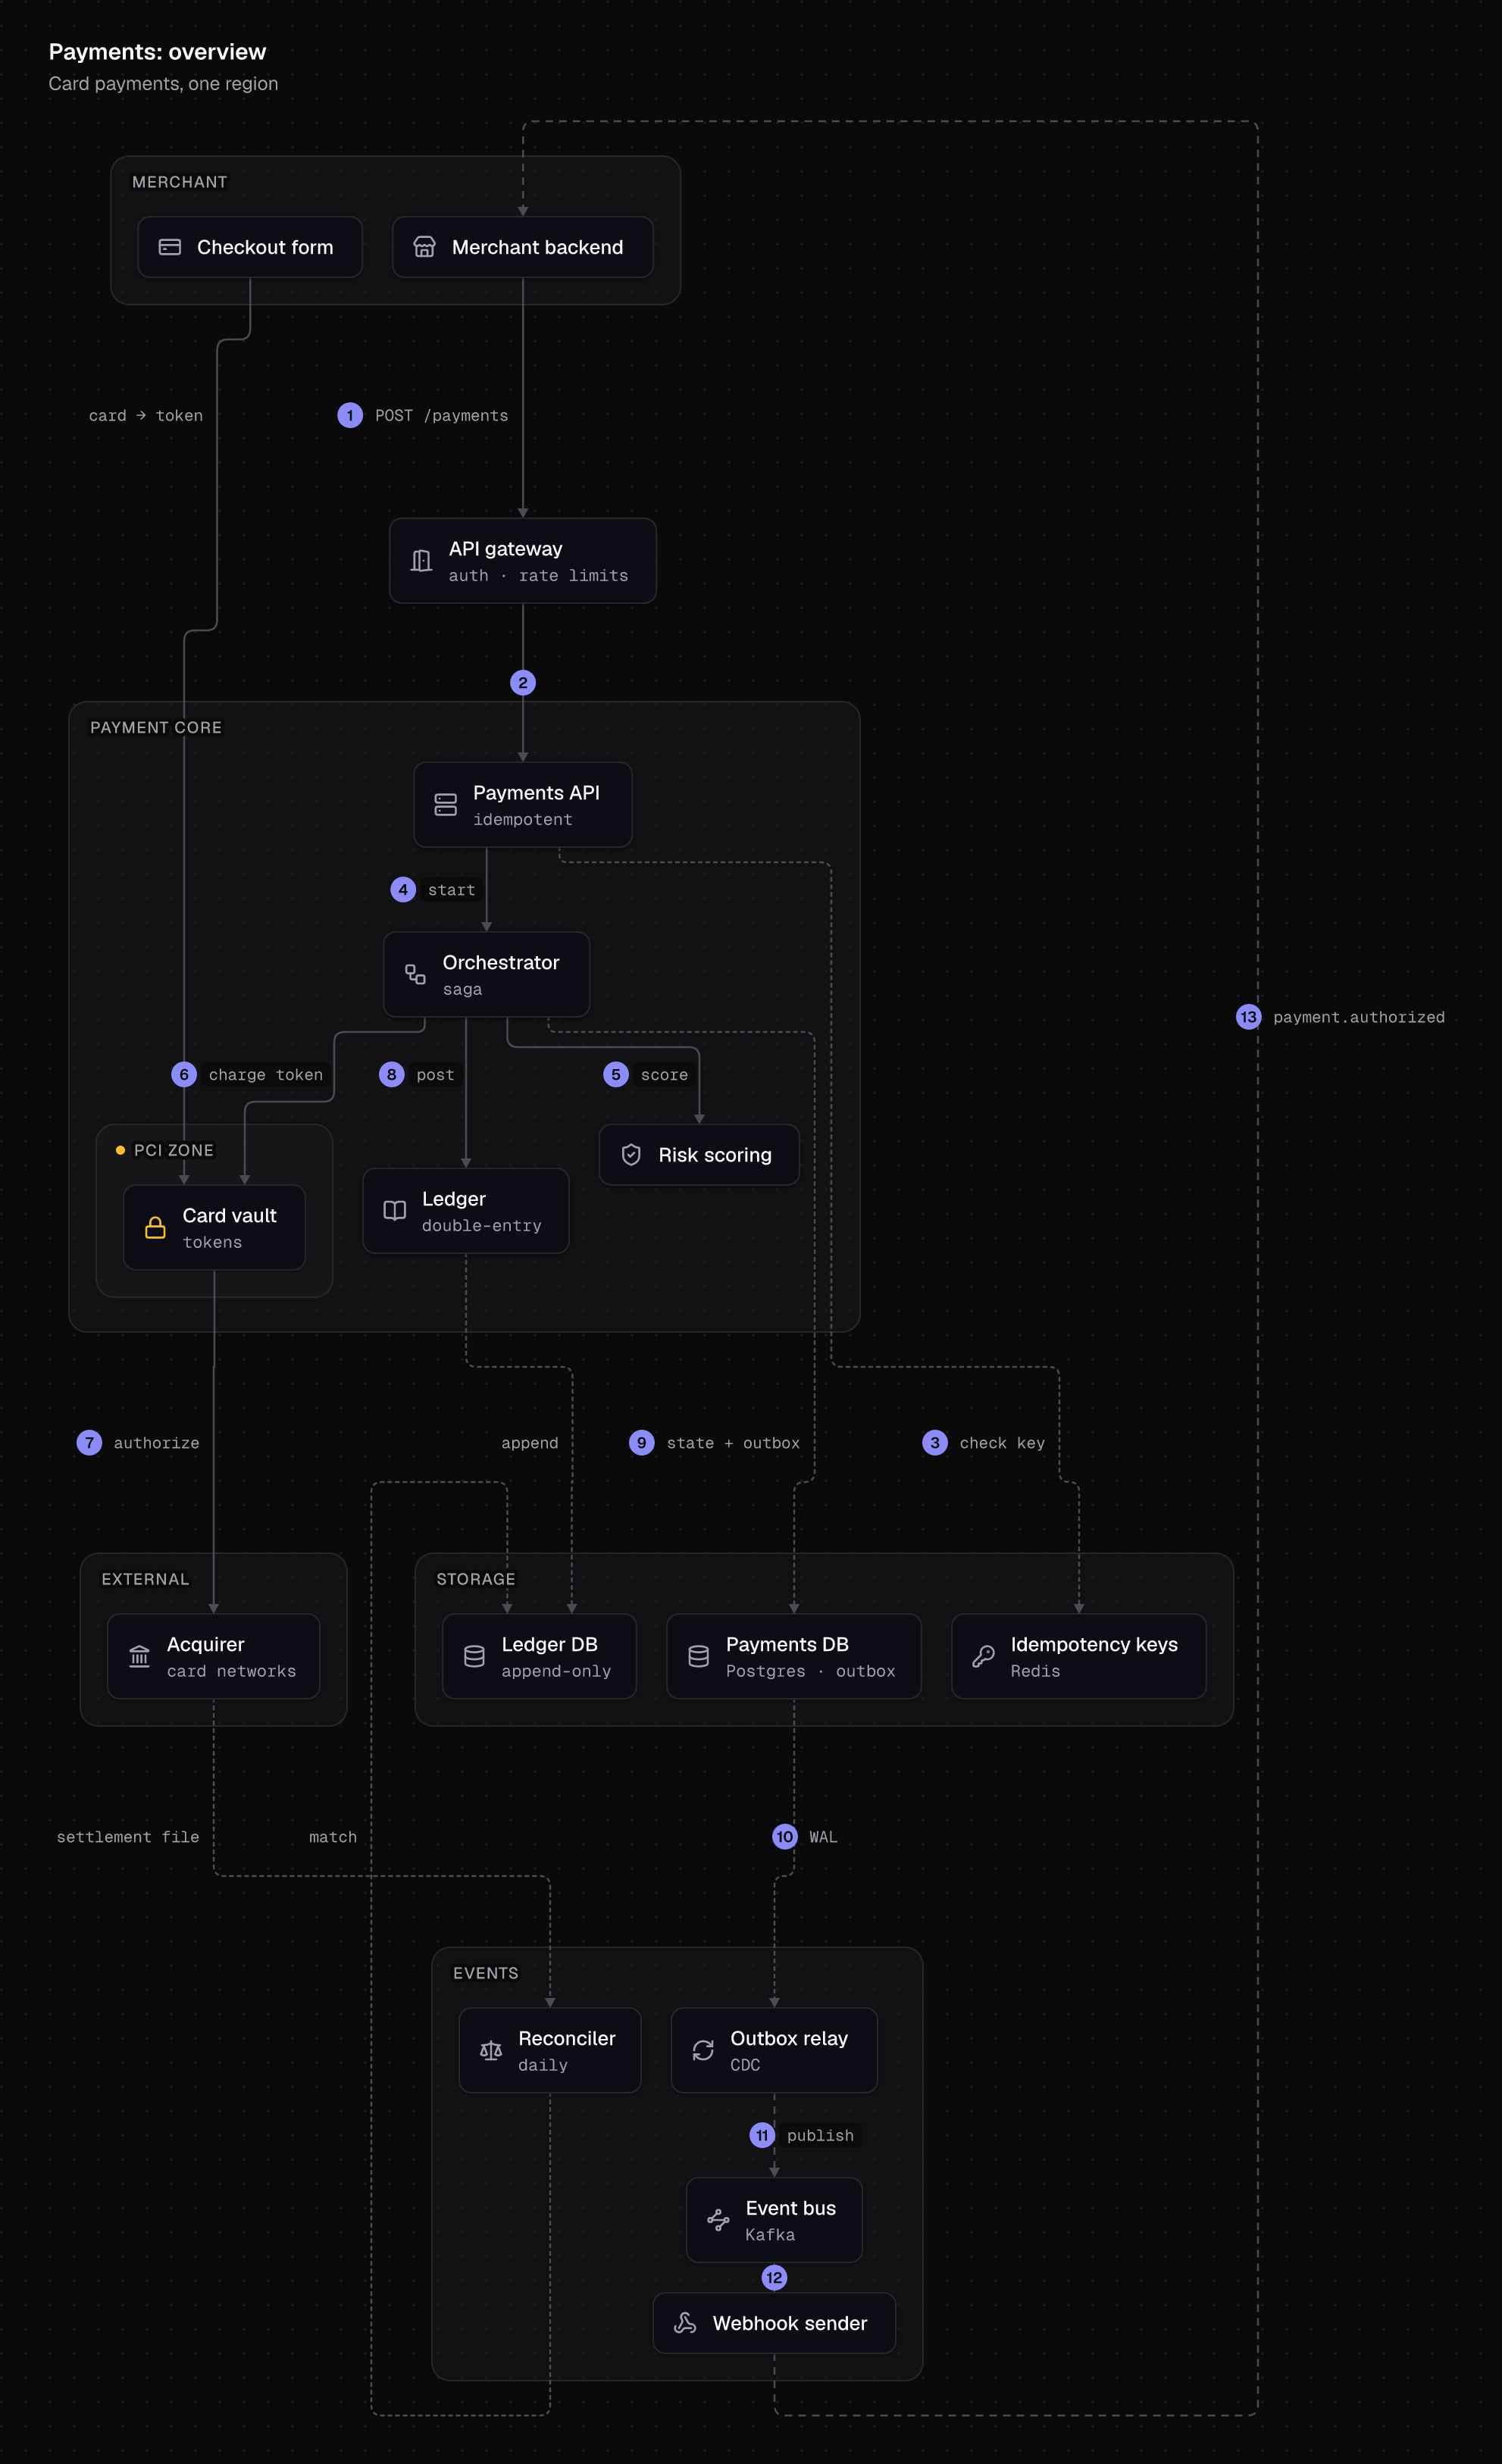 Payments: overview
Card payments, one region
MERCHANT
Checkout form
Merchant backend
card → token
1 POST /payments
API gateway
auth · rate limits
2
PAYMENT CORE
Payments API
idempotent
4 start
Orchestrator
saga
13 payment.authorized
6 charge token
8 post
5 score
PCI ZONE
Risk scoring
Card vault
tokens
Ledger
double-entry
7 authorize
append
9 state + outbox
3 check key
EXTERNAL
Acquirer
card networks
STORAGE
Ledger DB
append-only
Payments DB
Postgres · outbox
Idempotency keys
Redis
settlement file
match
10 WAL
EVENTS
Reconciler
daily
Outbox relay
CDC
11 publish
Event bus
Kafka
12
Webhook sender